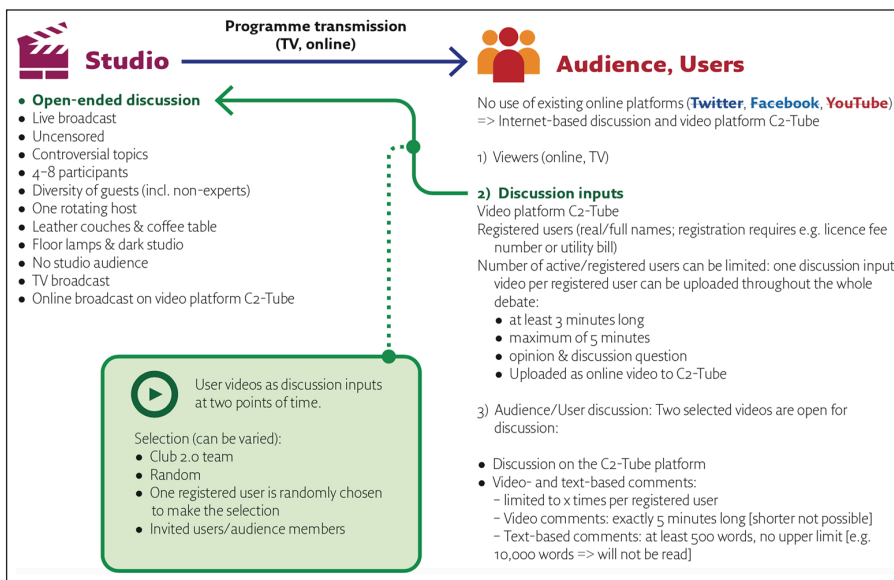 Programme transmission
(TV, online)
Studio
Audience, Users
• Open-ended discussion
• Live broadcast
• Uncensored
• Controversial topics
• 4–8 participants
• Diversity of guests (incl. non-experts)
• One rotating host
• Leather couches & coffee table
• Floor lamps & dark studio
• No studio audience
• TV broadcast
• Online broadcast on video platform C2-Tube
User videos as discussion inputs
at two points of time.
Selection (can be varied):
• Club 2.0 team
• Random
• One registered user is randomly chosen
to make the selection
• Invited users/audience members
No use of existing online platforms (Twitter, Facebook, YouTube)
=> Internet-based discussion and video platform C2-Tube
1) Viewers (online, TV)
2) Discussion inputs
Video platform C2-Tube
Registered users (real/full names; registration requires e.g. licence fee
number or utility bill)
Number of active/registered users can be limited: one discussion input
video per registered user can be uploaded throughout the whole
debate:
• at least 3 minutes long
• maximum of 5 minutes
• opinion & discussion question
• Uploaded as online video to C2-Tube
3) Audience/User discussion: Two selected videos are open for
discussion:
• Discussion on the C2-Tube platform
• Video- and text-based comments:
– limited to x times per registered user
– Video comments: exactly 5 minutes long [shorter not possible]
– Text-based comments: at least 500 words, no upper limit [e.g.
10,000 words => will not be read]